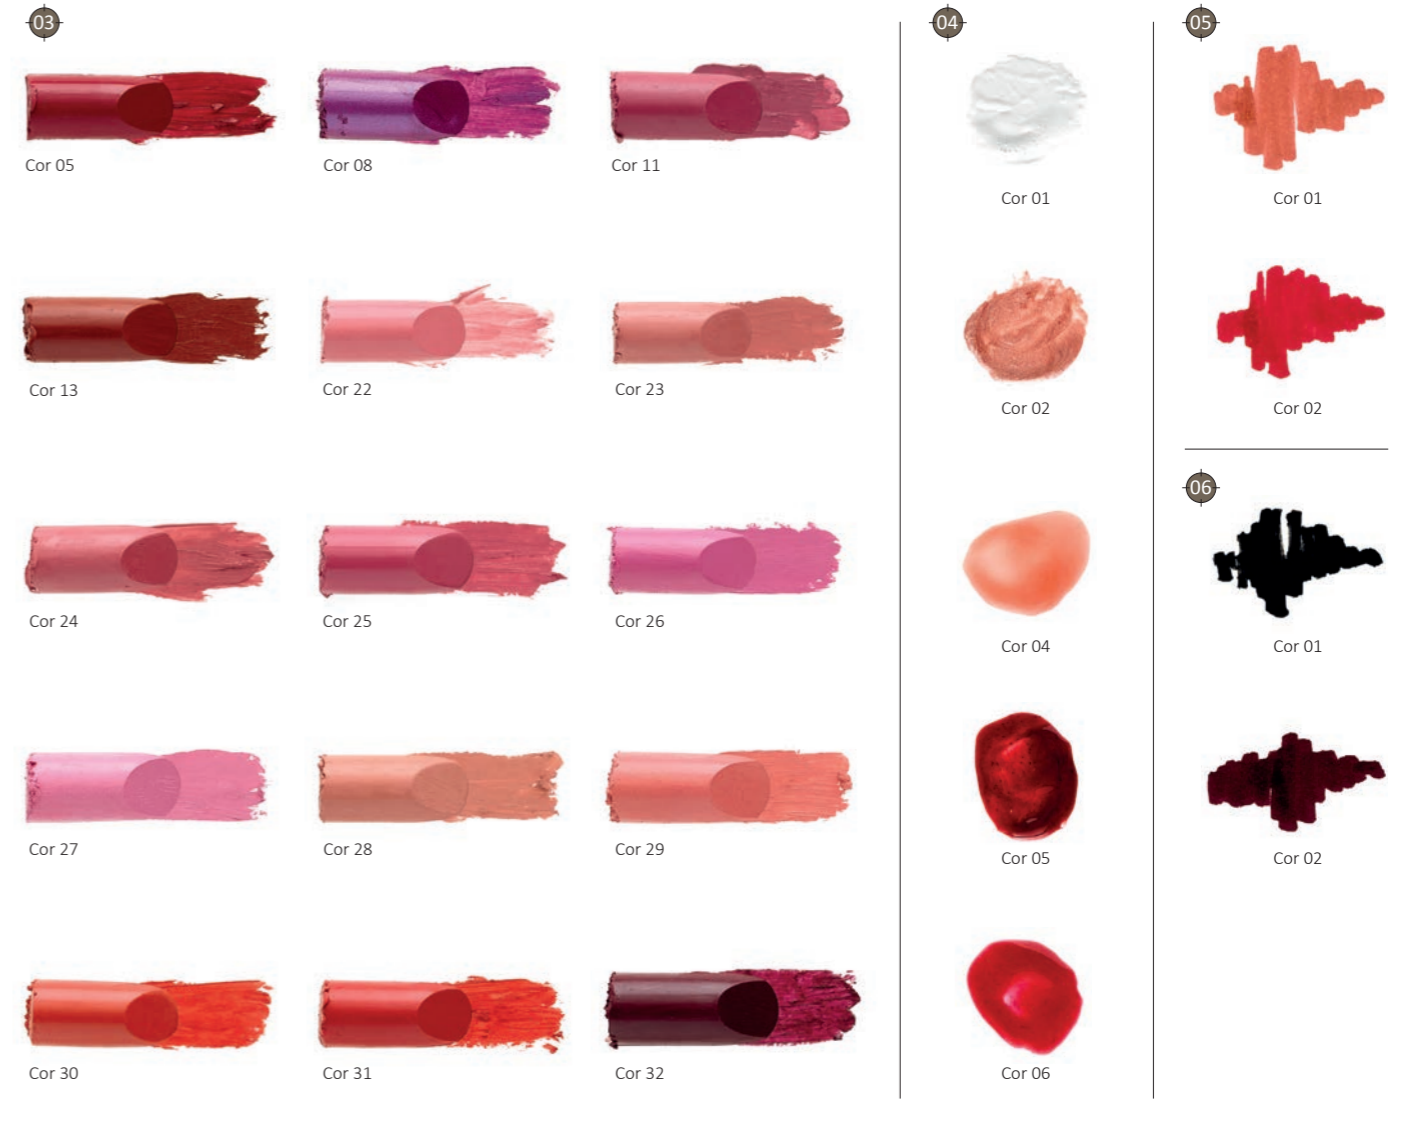 03
Cor 05
Cor 08
Cor 11
Cor 13
Cor 22
Cor 23
Cor 24
Cor 25
Cor 26
Cor 27
Cor 28
Cor 29
Cor 30
Cor 31
Cor 32
04
Cor 01
Cor 02
Cor 04
Cor 05
Cor 06
05
Cor 01
Cor 02
06
Cor 01
Cor 02